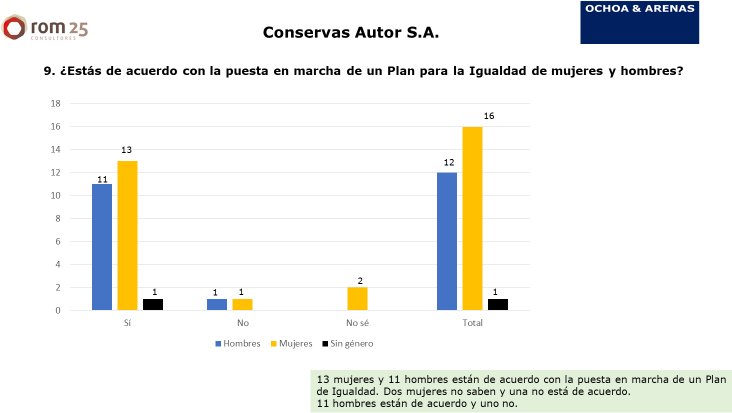 rom 25
CONSULTORES
OCHOA & ARENAS
Conservas Autor S.A.
9. ¿Estás de acuerdo con la puesta en marcha de un Plan para la Igualdad de mujeres y hombres?
18
16
14
12
10
8
6
4
2
0
11
13
1
1
1
2
12
16
1
Sí
No
No sé
Total
Hombres
Mujeres
Sin género
13 mujeres y 11 hombres están de acuerdo con la puesta en marcha de un Plan
de Igualdad. Dos mujeres no saben y una no está de acuerdo.
11 hombres están de acuerdo y uno no.